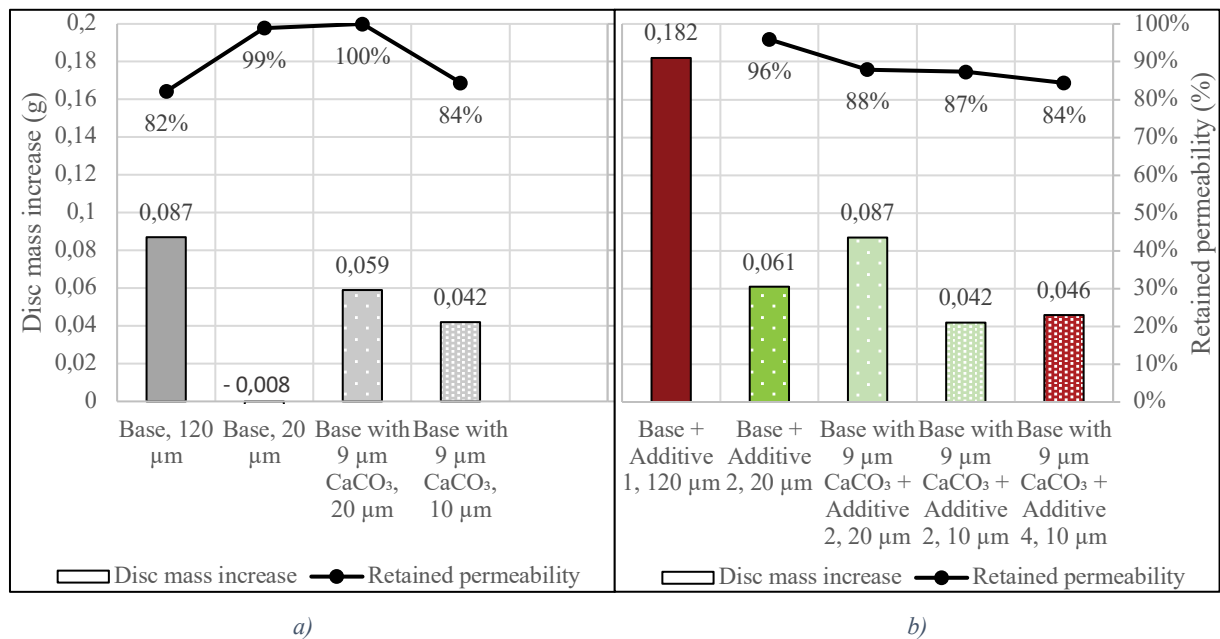 0,2
0,18
0,16
0,14
0,12
0,1
0,08
0,06
0,04
0,02
0
Disc mass increase (g)
82%
99%
100%
84%
0,087
- 0,008
0,059
0,042
Base, 120
µm
Base, 20
µm
Base with
9 µm
CaCO₃,
20 µm
Base with
9 µm
CaCO₃,
10 µm
Disc mass increase
Retained permeability
0,182
96%
88%
87%
84%
0,061
0,087
0,042
0,046
100%
90%
80%
70%
60%
50%
40%
30%
20%
10%
0%
Retained permeability (%)
Base +
Additive
1, 120 µm
Base +
Additive
2, 20 µm
Base with
9 µm
CaCO₃ +
Additive
2, 20 µm
Base with
9 µm
CaCO₃ +
Additive
2, 10 µm
Base with
9 µm
CaCO₃ +
Additive
4, 10 µm
Disc mass increase
Retained permeability
a)
b)